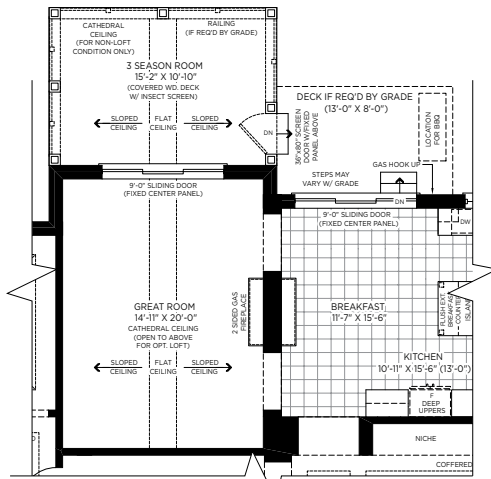 CATHEDRAL
CEILING
(FOR NON-LOFT
CONDITION ONLY)
RAILING
(IF REQ'D BY GRADE)
3 SEASON ROOM
15'-2" X 10'-10"
(COVERED WD. DECK
W/ INSECT SCREEN)
SLOPED
CEILING
FLAT
CEILING
SLOPED
CEILING
DN
36"x80" SCREEN
DOOR W/FIXED
PANEL ABOVE
DECK IF REQ'D BY GRADE
(13'-0" X 8'-0")
LOCATION
FOR BBQ
GAS HOOK UP
STEPS MAY
VARY W/ GRADE
DN
9'-0" SLIDING DOOR
(FIXED CENTER PANEL)
9'-0" SLIDING DOOR
(FIXED CENTER PANEL)
DW
2 SIDED GAS
FIREPLACE
GREAT ROOM
14'-11" X 20'-0"
CATHEDRAL CEILING
(OPEN TO ABOVE
FOR OPT. LOFT)
SLOPED
CEILING
FLAT
CEILING
SLOPED
CEILING
BREAKFAST
11'-7" X 15'-6"
FLUSH EXT.
BREAKFAST
COUNTER
ISLAND
KITCHEN
10'-11" X 15'-6" (13'-0")
F
DEEP
UPPERS
NICHE
COFFERED